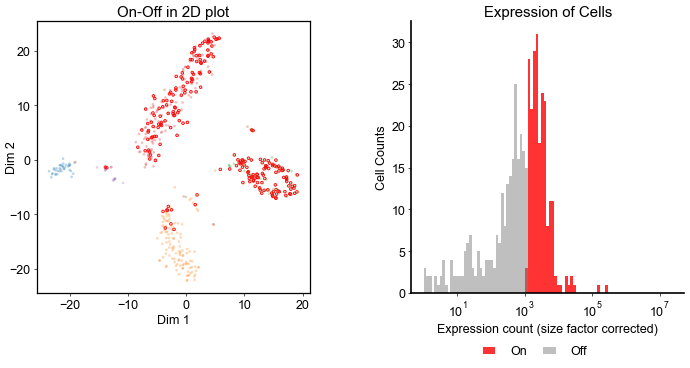 On-Off in 2D plot
Dim 2
20
10
0
−10
−20
−20 −10 0 10 20
Dim 1
Expression of Cells
Cell Counts
30
25
20
15
10
5
0
10^1 10^3 10^5 10^7
Expression count (size factor corrected)
On Off